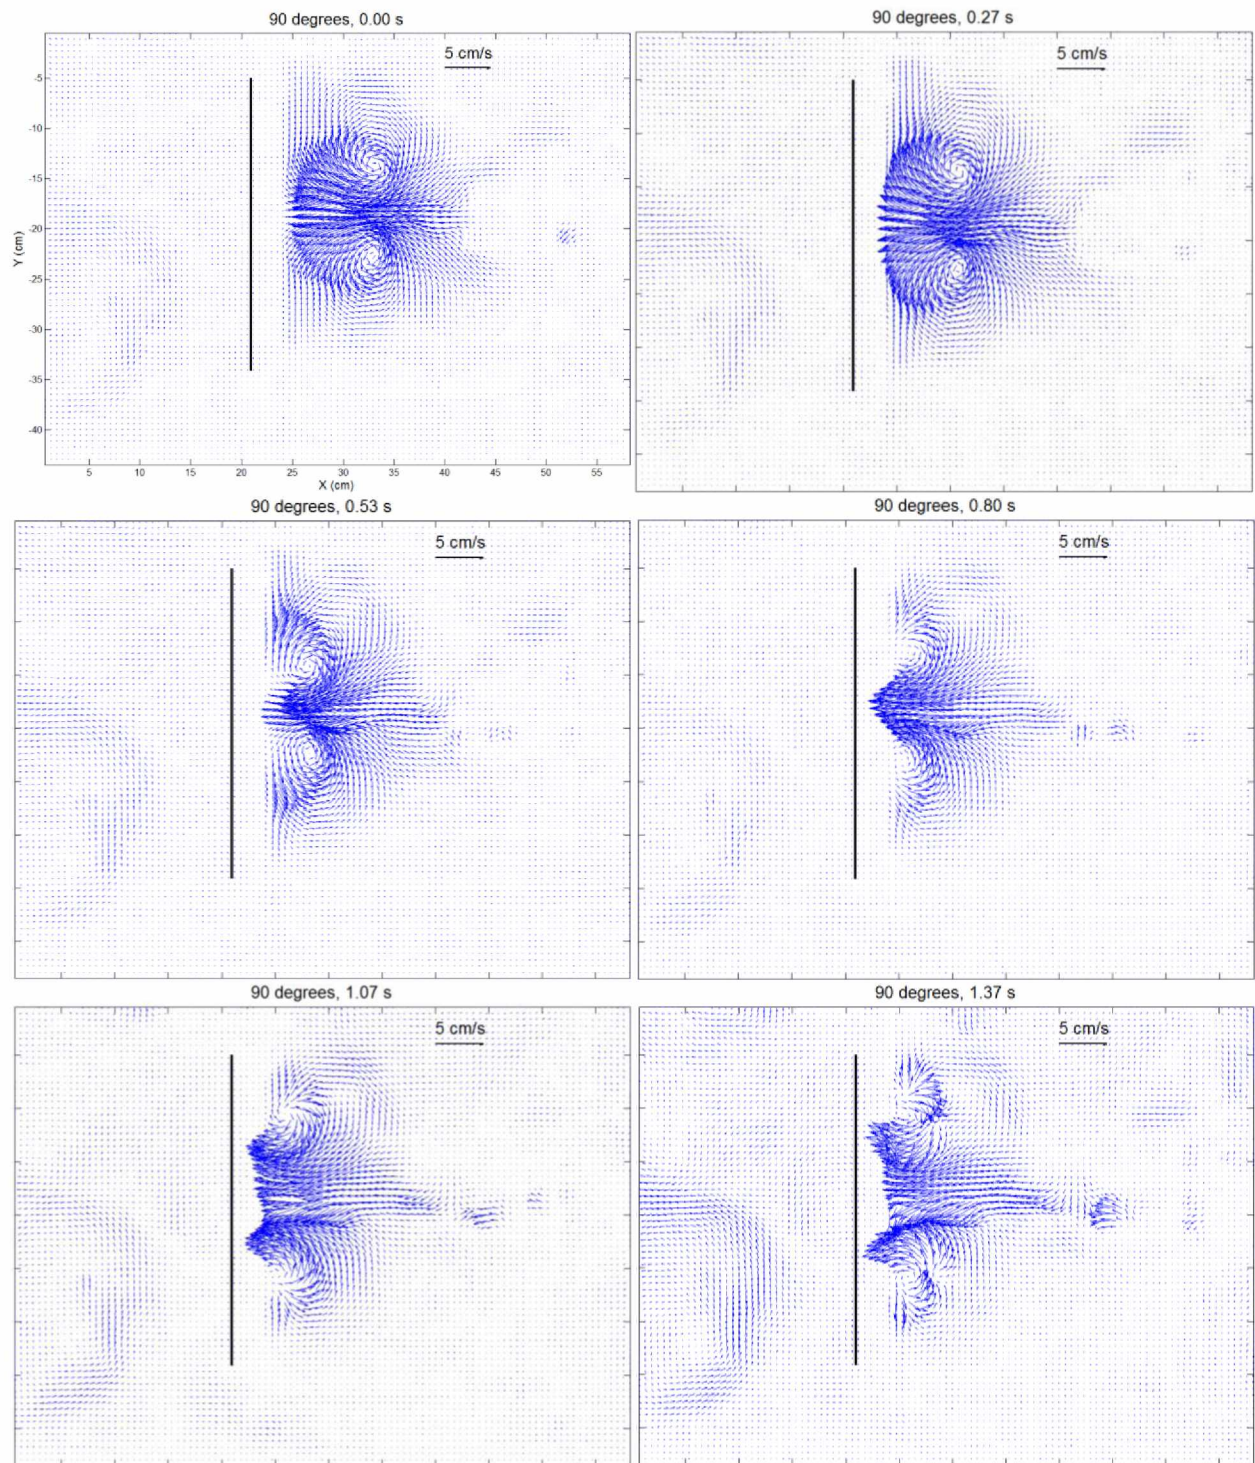 90 degrees, 0.00 s
5 cm/s
-5
-10
-15
-20
-25
-30
-35
-40
Y (cm)
5 10 15 20 25 30 35 40 45 50 55
X (cm)
90 degrees, 0.27 s
5 cm/s
90 degrees, 0.53 s
5 cm/s
90 degrees, 0.80 s
5 cm/s
90 degrees, 1.07 s
5 cm/s
90 degrees, 1.37 s
5 cm/s